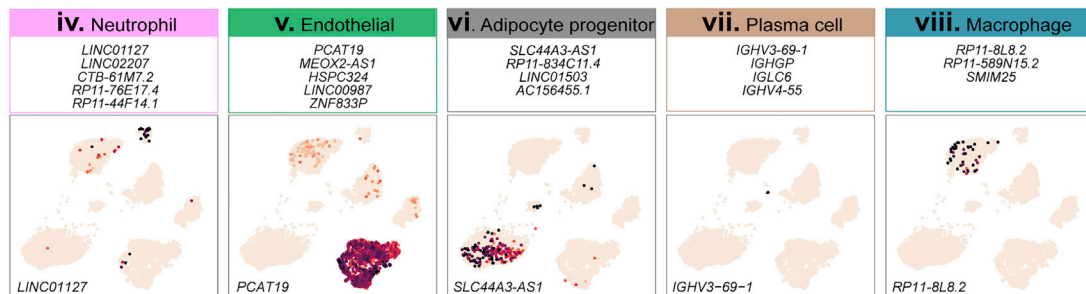 iv. Neutrophil
LINC01127
LINC02207
CTB-61M7.2
RP11-76E17.4
RP11-44F14.1
LINC01127
v. Endothelial
PCAT19
MEOX2-AS1
HSPC324
LINC00987
ZNF833P
PCAT19
vi. Adipocyte progenitor
SLC44A3-AS1
RP11-834C11.4
LINC01503
AC156455.1
SLC44A3-AS1
vii. Plasma cell
IGHV3-69-1
IGHGP
IGLC6
IGHV4-55
IGHV3−69−1
viii. Macrophage
RP11-8L8.2
RP11-589N15.2
SMIM25
RP11-8L8.2